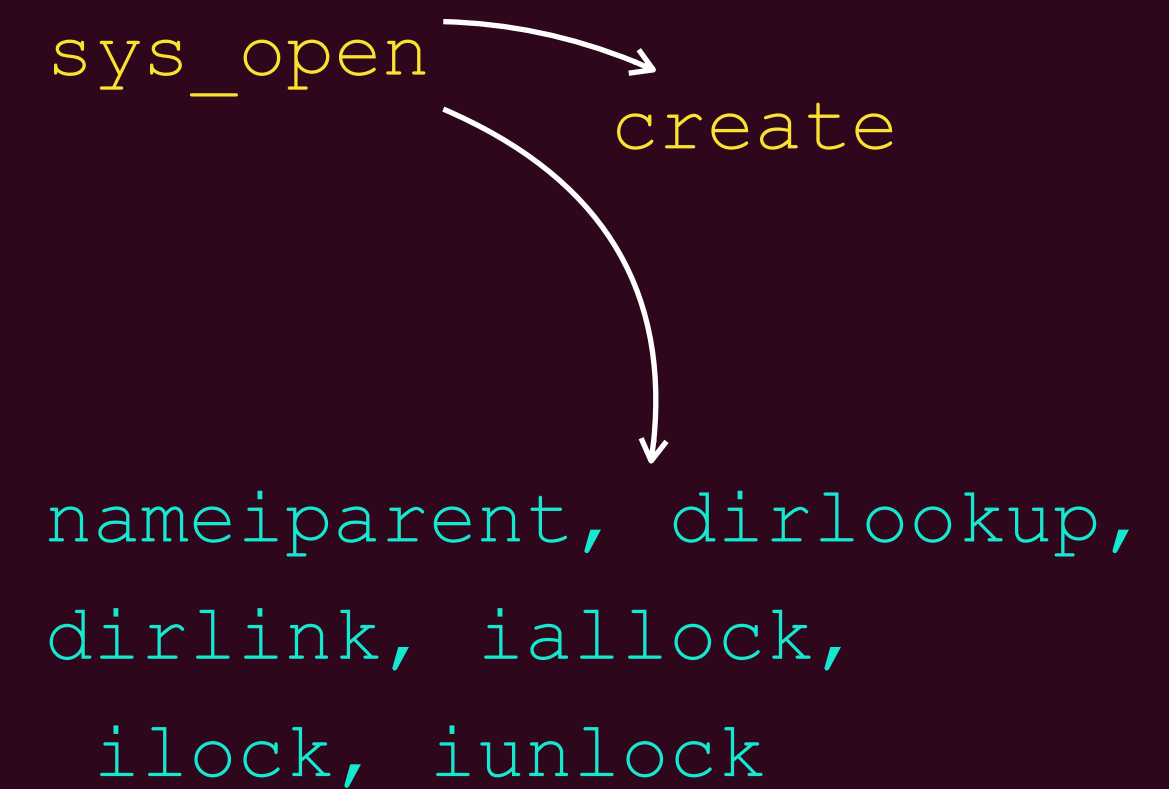 sys_open
create
nameiparent, dirlookup,
dirlink, iallock,
ilock, iunlock